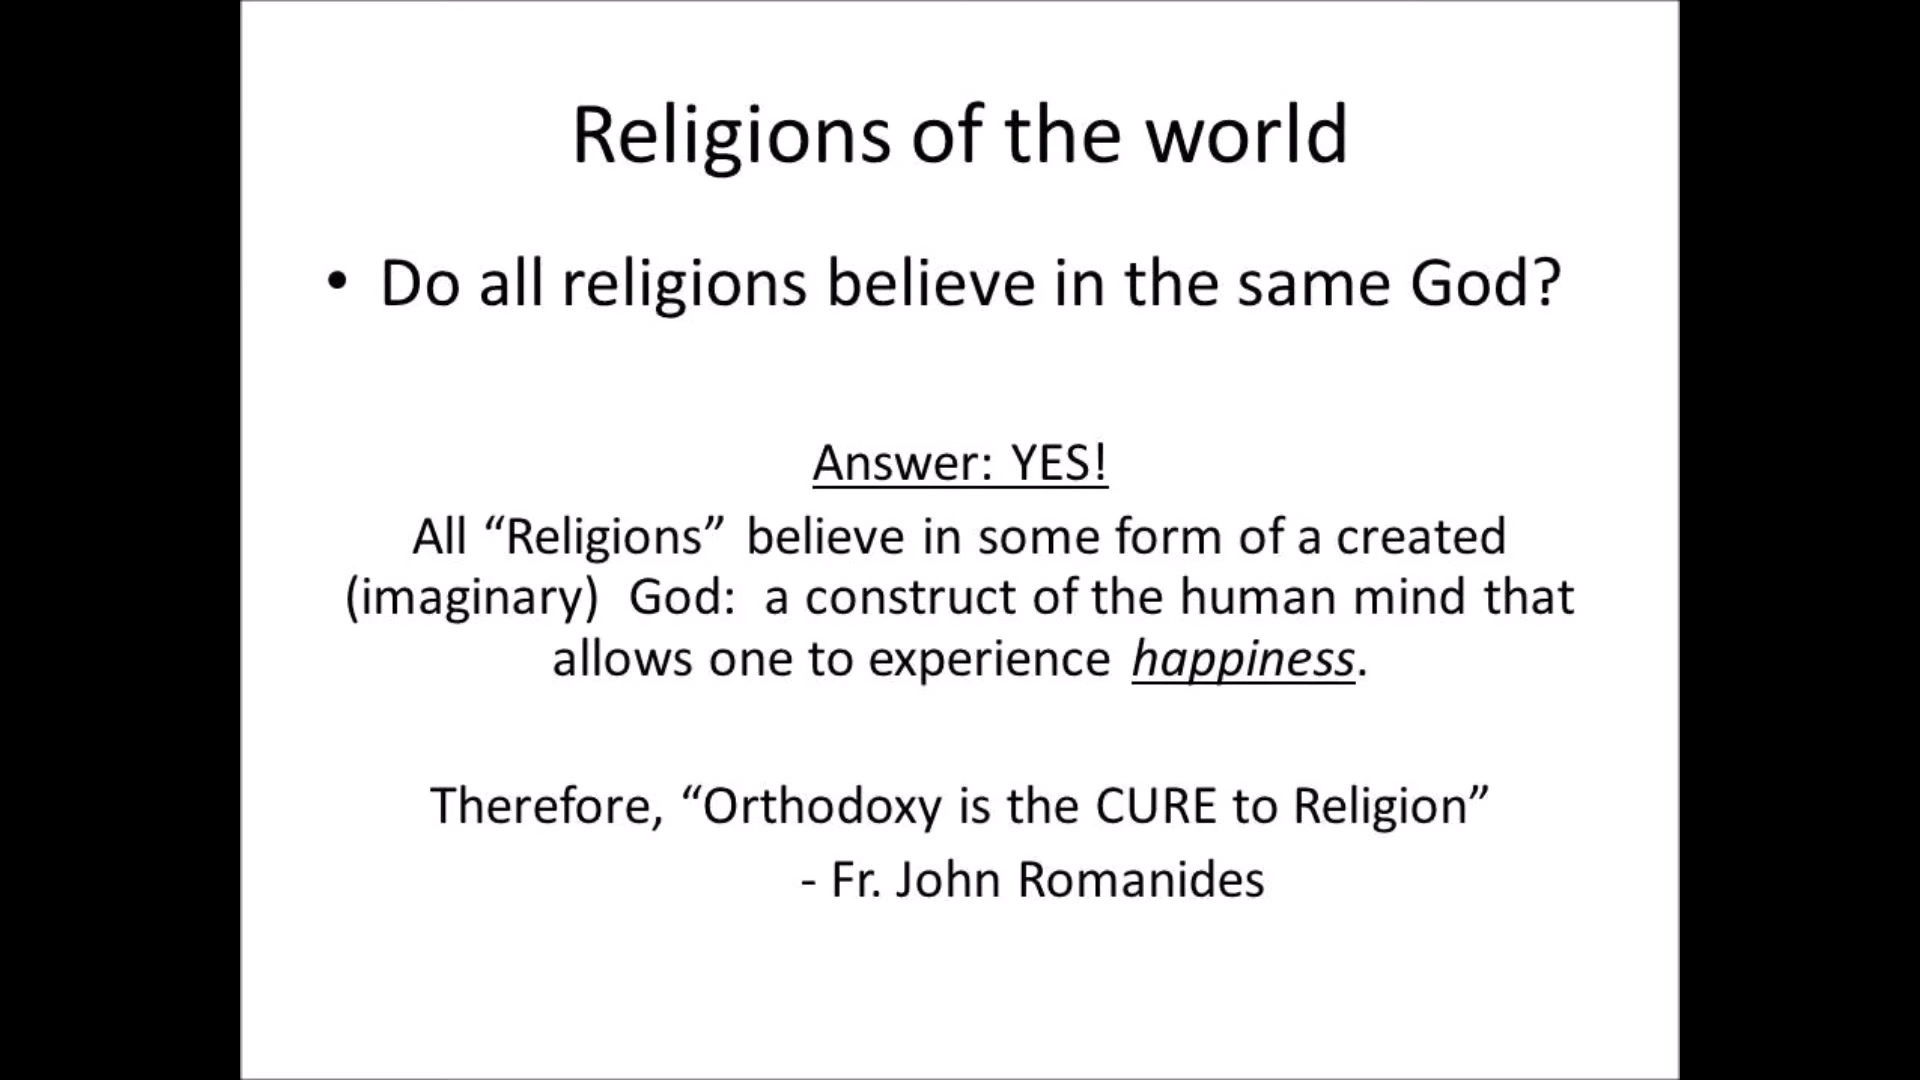 Religions of the world
• Do all religions believe in the same God?
Answer: YES!
All “Religions” believe in some form of a created
(imaginary) God: a construct of the human mind that
allows one to experience happiness.
Therefore, “Orthodoxy is the CURE to Religion”
- Fr. John Romanides